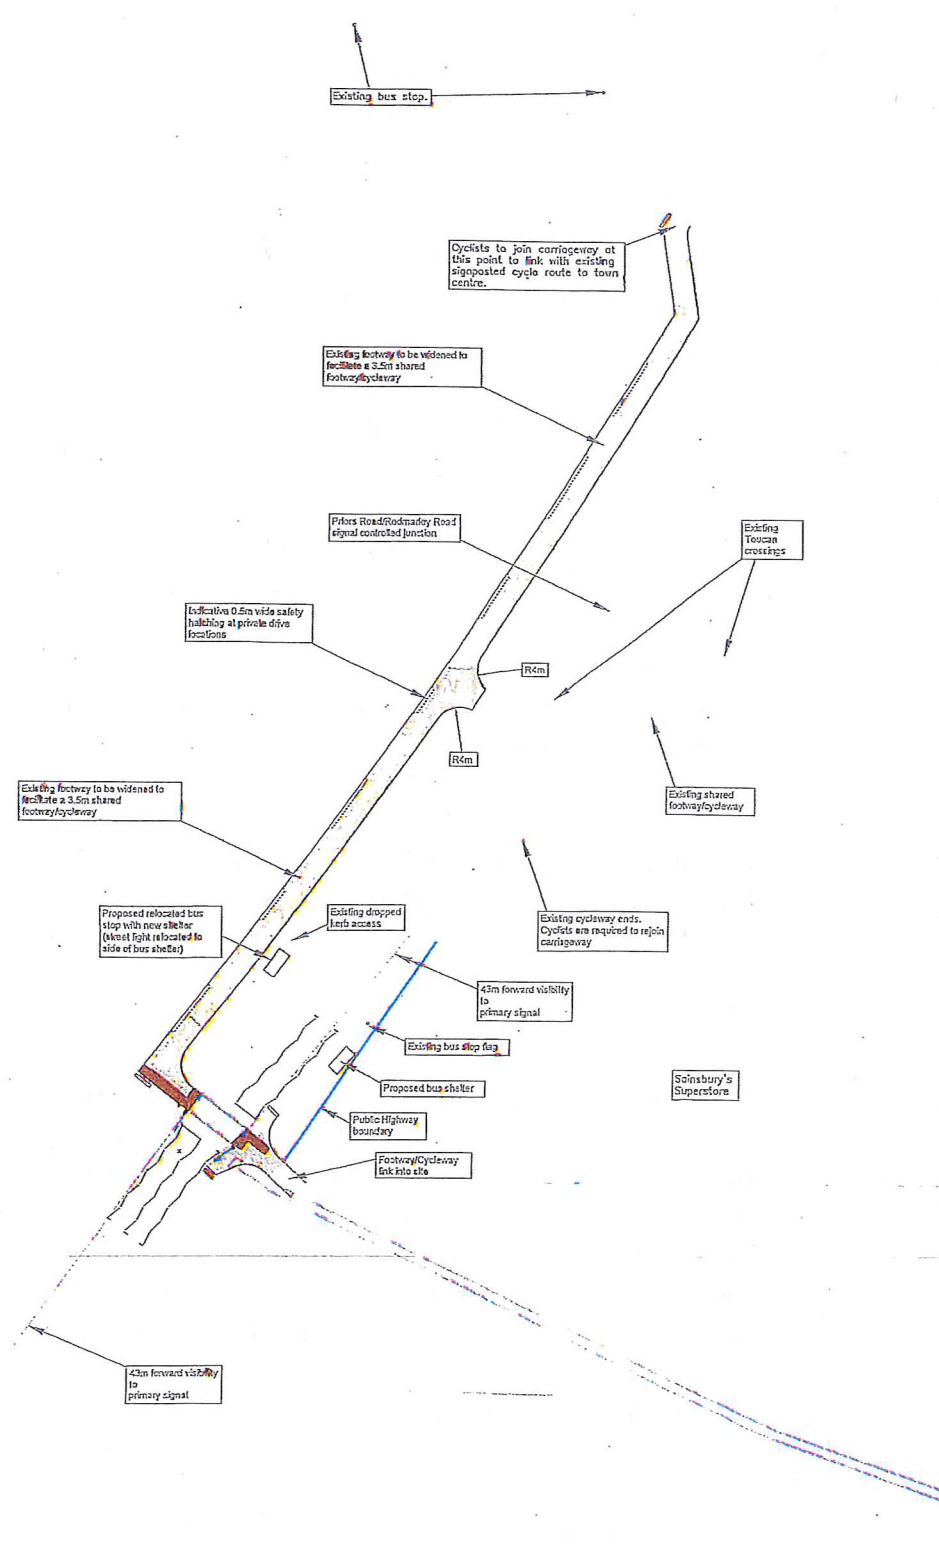 Existing bus stop.
Cyclists to join carriageway at
this point to link with existing
signposted cycle route to town
centre.
Existing footway to be widened to
facilitate a 3.5m shared
footway/cycleway
Priors Road/Redmarley Road
signal controlled junction
Existing
Toucan
crossings
Indicative 0.5m wide safety
hatching at private drive
locations
R4m
R4m
Existing footway to be widened to
facilitate a 3.5m shared
footway/cycleway
Existing shared
footway/cycleway
Proposed relocated bus
stop with new shelter
(street light relocated to
side of bus shelter)
Existing dropped
kerb access
Existing cycleway ends.
Cyclists are required to rejoin
carriageway
43m forward visibility
to
primary signal
Existing bus stop flag
Proposed bus shelter
Sainsbury's
Superstore
Public Highway
boundary
Footway/Cycleway
link into site
43m forward visibility
to
primary signal